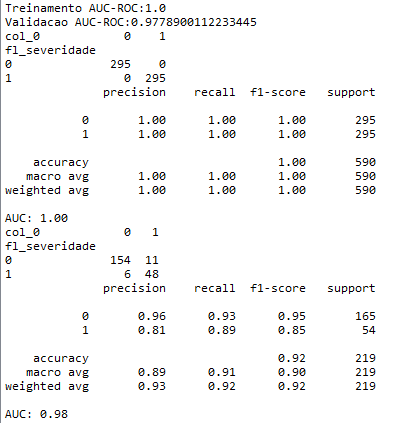 Treinamento AUC-ROC:1.0
Validacao AUC-ROC:0.9778900112233445
col_0 0 1
fl_severidade
0 295 0
1 0 295
precision recall f1-score support
0 1.00 1.00 1.00 295
1 1.00 1.00 1.00 295
accuracy 1.00 590
macro avg 1.00 1.00 1.00 590
weighted avg 1.00 1.00 1.00 590
AUC: 1.00
col_0 0 1
fl_severidade
0 154 11
1 6 48
precision recall f1-score support
0 0.96 0.93 0.95 165
1 0.81 0.89 0.85 54
accuracy 0.92 219
macro avg 0.89 0.91 0.90 219
weighted avg 0.93 0.92 0.92 219
AUC: 0.98